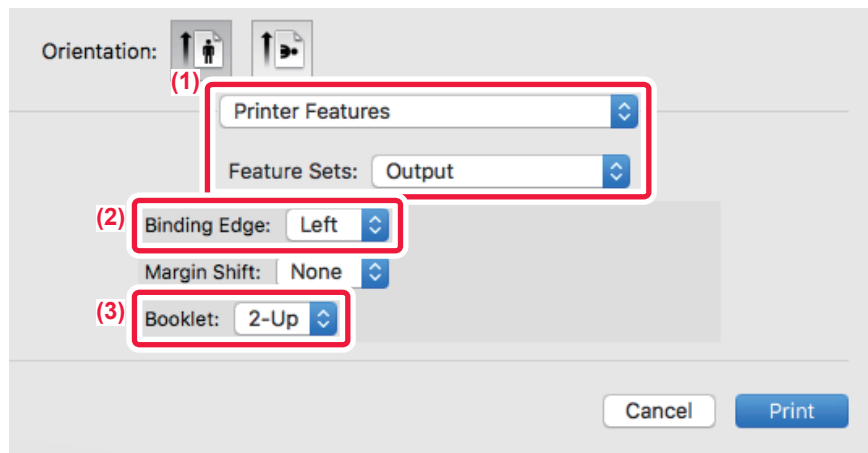 Orientation:
(1)
Printer Features
Feature Sets: Output
(2) Binding Edge: Left
Margin Shift: None
(3) Booklet: 2-Up
Cancel Print